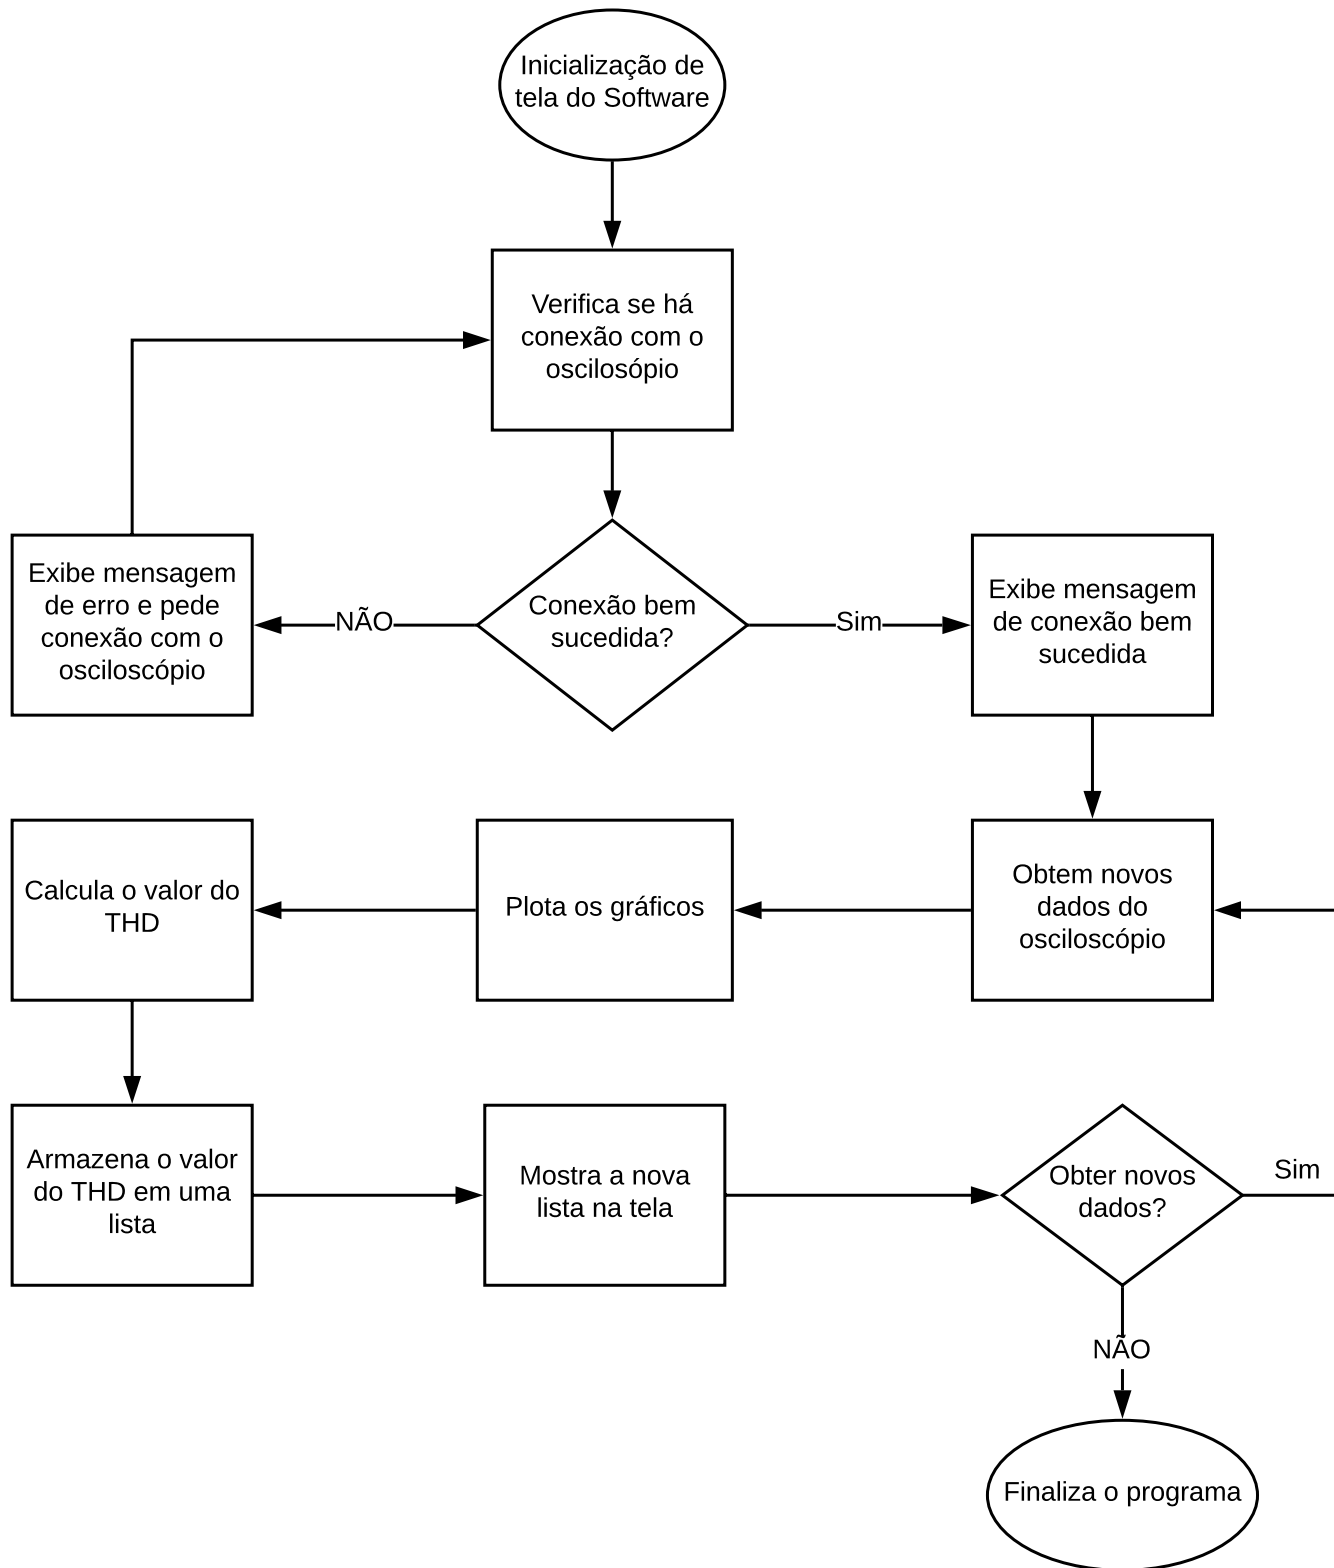 Inicialização de
tela do Software
Verifica se há
conexão com o
oscilosópio
Exibe mensagem
de erro e pede
conexão com o
osciloscópio
NÃO
Conexão bem
sucedida?
Sim
Exibe mensagem
de conexão bem
sucedida
Calcula o valor do
THD
Plota os gráficos
Obtem novos
dados do
osciloscópio
Armazena o valor
do THD em uma
lista
Mostra a nova
lista na tela
Obter novos
dados?
Sim
NÃO
Finaliza o programa